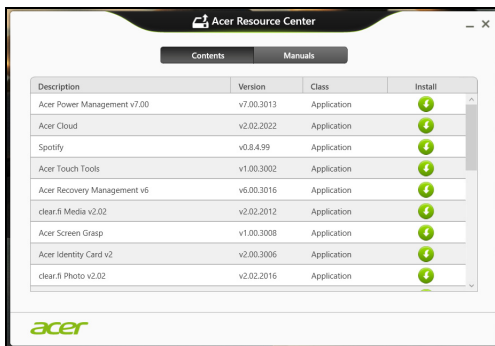 Acer Resource Center
Contents Manuals
Description Version Class Install
Acer Power Management v7.00 v7.00.3013 Application
Acer Cloud v2.02.2022 Application
Spotify v0.8.4.99 Application
Acer Touch Tools v1.00.3002 Application
Acer Recovery Management v6 v6.00.3016 Application
clear.fi Media v2.02 v2.02.2012 Application
Acer Screen Grasp v1.00.3008 Application
Acer Identity Card v2 v2.00.3006 Application
clear.fi Photo v2.02 v2.02.2016 Application
acer